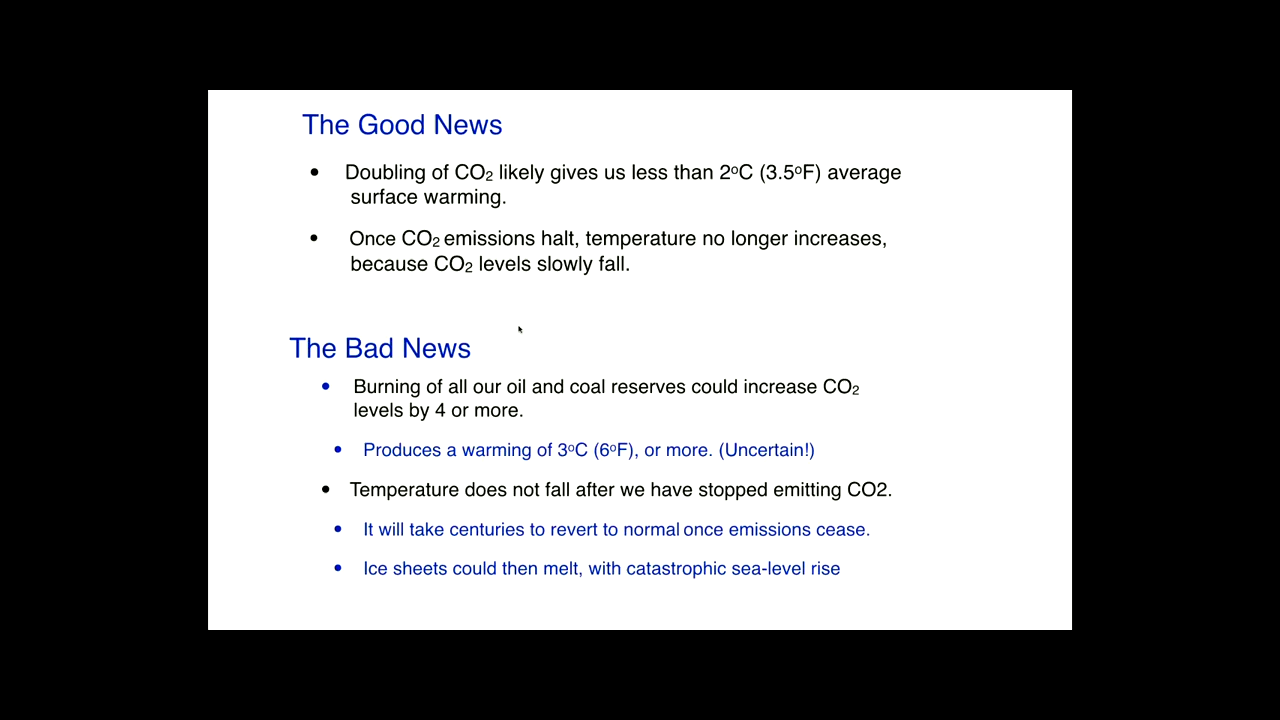 The Good News
• Doubling of CO₂ likely gives us less than 2ºC (3.5ºF) average
surface warming.
• Once CO₂ emissions halt, temperature no longer increases,
because CO₂ levels slowly fall.
The Bad News
• Burning of all our oil and coal reserves could increase CO₂
levels by 4 or more.
• Produces a warming of 3ºC (6ºF), or more. (Uncertain!)
• Temperature does not fall after we have stopped emitting CO2.
• It will take centuries to revert to normal once emissions cease.
• Ice sheets could then melt, with catastrophic sea-level rise